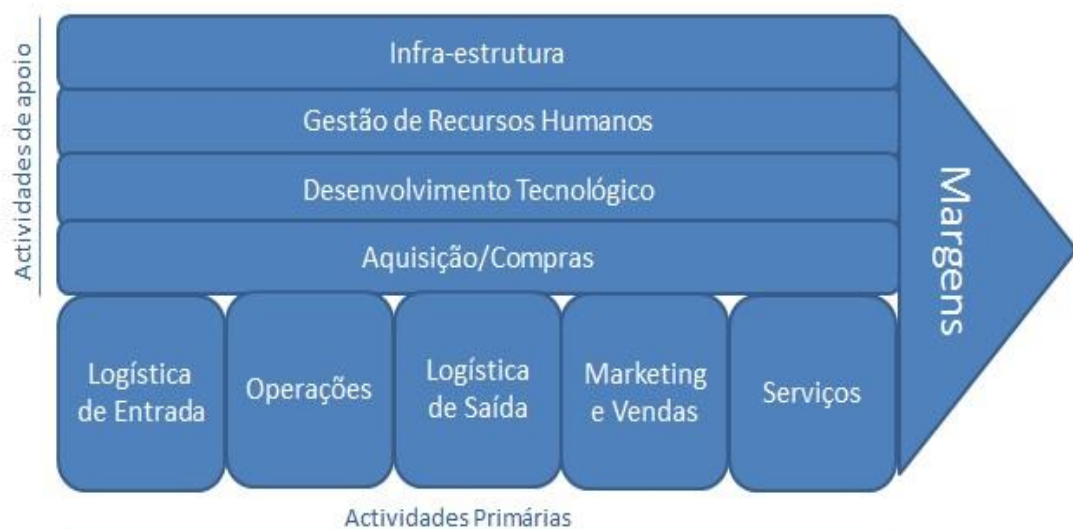 Actividades de apoio
Infra-estrutura
Gestão de Recursos Humanos
Desenvolvimento Tecnológico
Aquisição/Compras
Margens
Logística
de Entrada
Operações
Logística
de Saída
Marketing
e Vendas
Serviços
Actividades Primárias